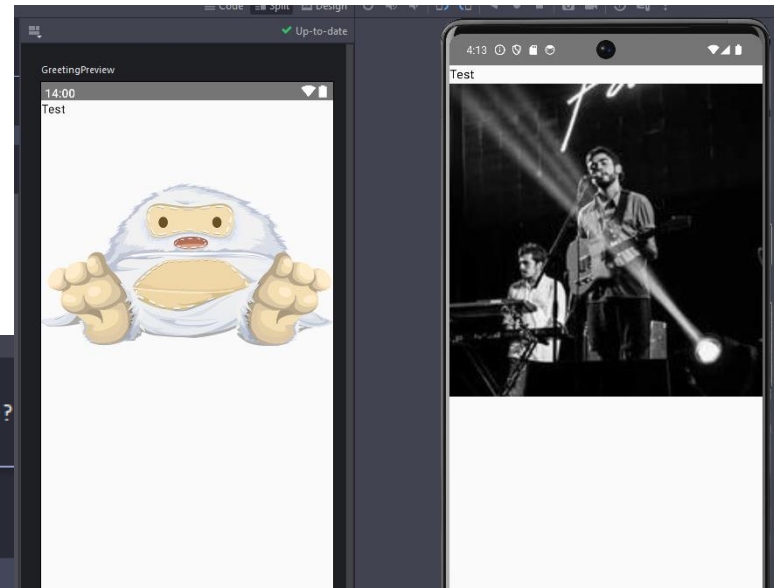 Code Split Design
Up-to-date
GreetingPreview
14:00
Test
?
4:13
Test